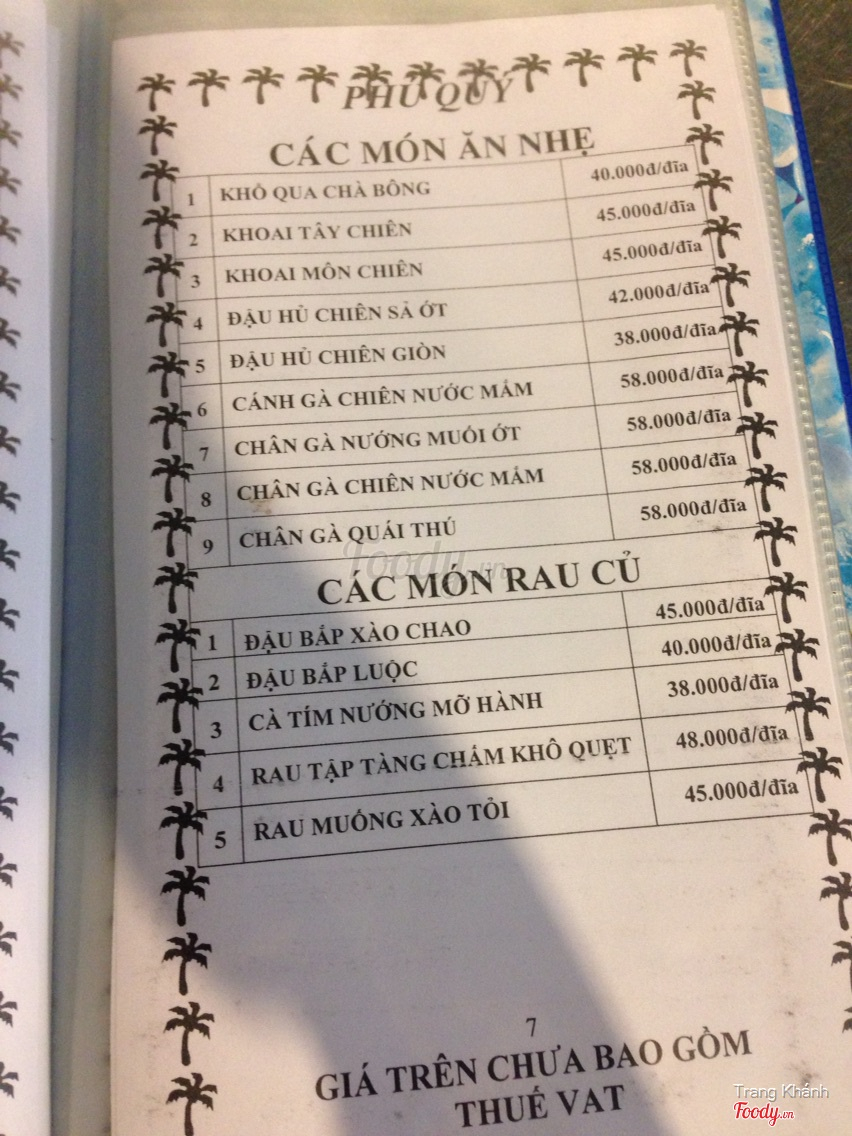 PHÚ QUÝ
CÁC MÓN ĂN NHẸ
1 KHÔ QUA CHÀ BÔNG 40.000đ/đĩa
2 KHOAI TÂY CHIÊN 45.000đ/đĩa
3 KHOAI MÔN CHIÊN 45.000đ/đĩa
4 ĐẬU HỦ CHIÊN SẢ ỚT 42.000đ/đĩa
5 ĐẬU HỦ CHIÊN GIÒN 38.000đ/đĩa
6 CÁNH GÀ CHIÊN NƯỚC MẮM 58.000đ/đĩa
7 CHÂN GÀ NƯỚNG MUỐI ỚT 58.000đ/đĩa
8 CHÂN GÀ CHIÊN NƯỚC MẮM 58.000đ/đĩa
9 CHÂN GÀ QUÁI THÚ 58.000đ/đĩa
Foody.vn
CÁC MÓN RAU CỦ
1 ĐẬU BẮP XÀO CHAO 45.000đ/đĩa
2 ĐẬU BẮP LUỘC 40.000đ/đĩa
3 CÀ TÍM NƯỚNG MỠ HÀNH 38.000đ/đĩa
4 RAU TẬP TÀNG CHẤM KHÔ QUẸT 48.000đ/đĩa
5 RAU MUỐNG XÀO TỎI 45.000đ/đĩa
7
GIÁ TRÊN CHƯA BAO GỒM
THUẾ VAT
Trang Khánh
Foody.vn